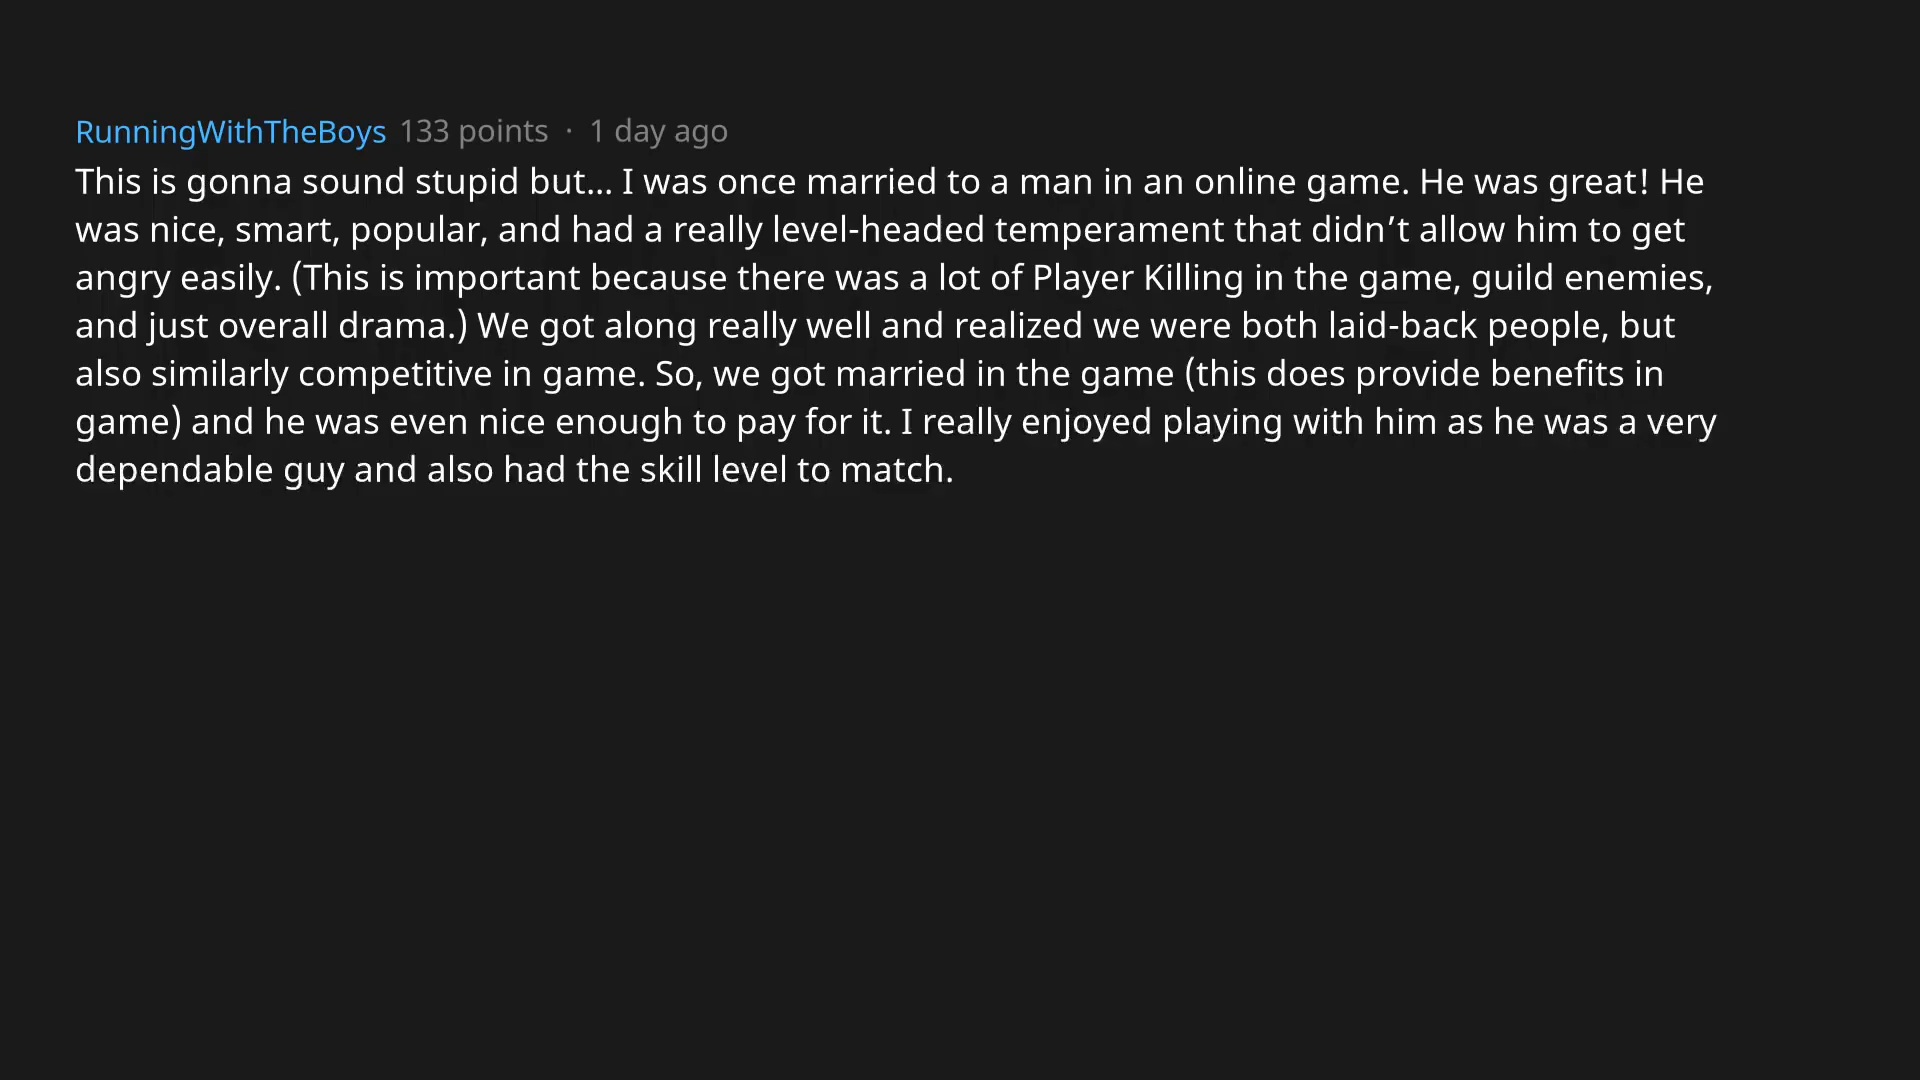 RunningWithTheBoys 133 points · 1 day ago
This is gonna sound stupid but... I was once married to a man in an online game. He was great! He
was nice, smart, popular, and had a really level-headed temperament that didn’t allow him to get
angry easily. (This is important because there was a lot of Player Killing in the game, guild enemies,
and just overall drama.) We got along really well and realized we were both laid-back people, but
also similarly competitive in game. So, we got married in the game (this does provide benefits in
game) and he was even nice enough to pay for it. I really enjoyed playing with him as he was a very
dependable guy and also had the skill level to match.